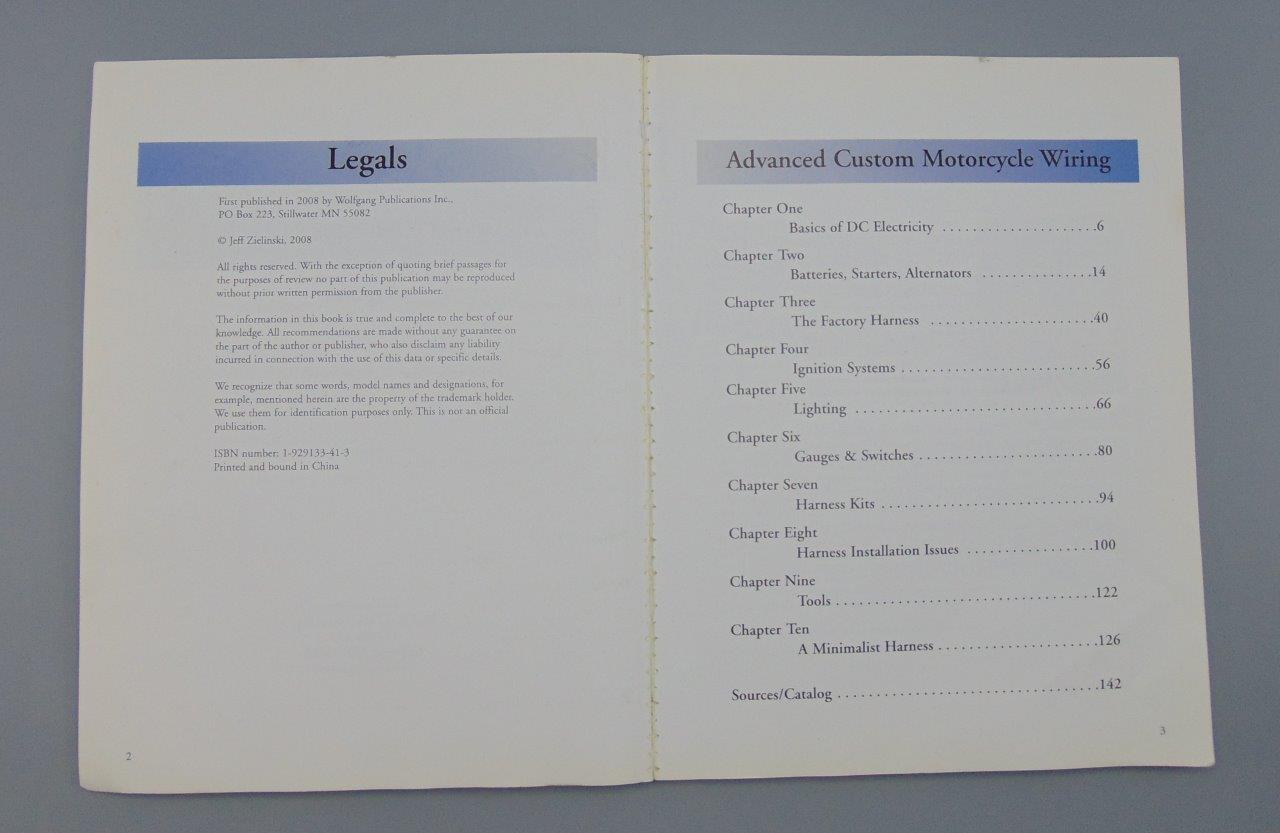 Legals
First published in 2008 by Wolfgang Publications Inc.,
PO Box 223, Stillwater MN 55082
© Jeff Zielinski, 2008
All rights reserved. With the exception of quoting brief passages for
the purposes of review no part of this publication may be reproduced
without prior written permission from the publisher.
The information in this book is true and complete to the best of our
knowledge. All recommendations are made without any guarantee on
the part of the author or publisher, who also disclaim any liability
incurred in connection with the use of this data or specific details.
We recognize that some words, model names and designations, for
example, mentioned herein are the property of the trademark holder.
We use them for identification purposes only. This is not an official
publication.
ISBN number: 1-929133-41-3
Printed and bound in China
2
Advanced Custom Motorcycle Wiring
Chapter One
Basics of DC Electricity . . . . . . . . . . . . . . . . . . . . .6
Chapter Two
Batteries, Starters, Alternators . . . . . . . . . . . . . . .14
Chapter Three
The Factory Harness . . . . . . . . . . . . . . . . . . . . . .40
Chapter Four
Ignition Systems . . . . . . . . . . . . . . . . . . . . . . . . . .56
Chapter Five
Lighting . . . . . . . . . . . . . . . . . . . . . . . . . . . . . . . .66
Chapter Six
Gauges & Switches . . . . . . . . . . . . . . . . . . . . . . . .80
Chapter Seven
Harness Kits . . . . . . . . . . . . . . . . . . . . . . . . . . . . .94
Chapter Eight
Harness Installation Issues . . . . . . . . . . . . . . . . .100
Chapter Nine
Tools . . . . . . . . . . . . . . . . . . . . . . . . . . . . . . . . . . .122
Chapter Ten
A Minimalist Harness . . . . . . . . . . . . . . . . . . . . .126
Sources/Catalog . . . . . . . . . . . . . . . . . . . . . . . . . . . . . . . . . .142
3